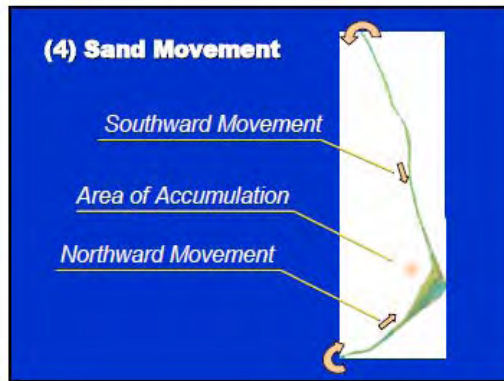 (4) Sand Movement
Southward Movement
Area of Accumulation
Northward Movement